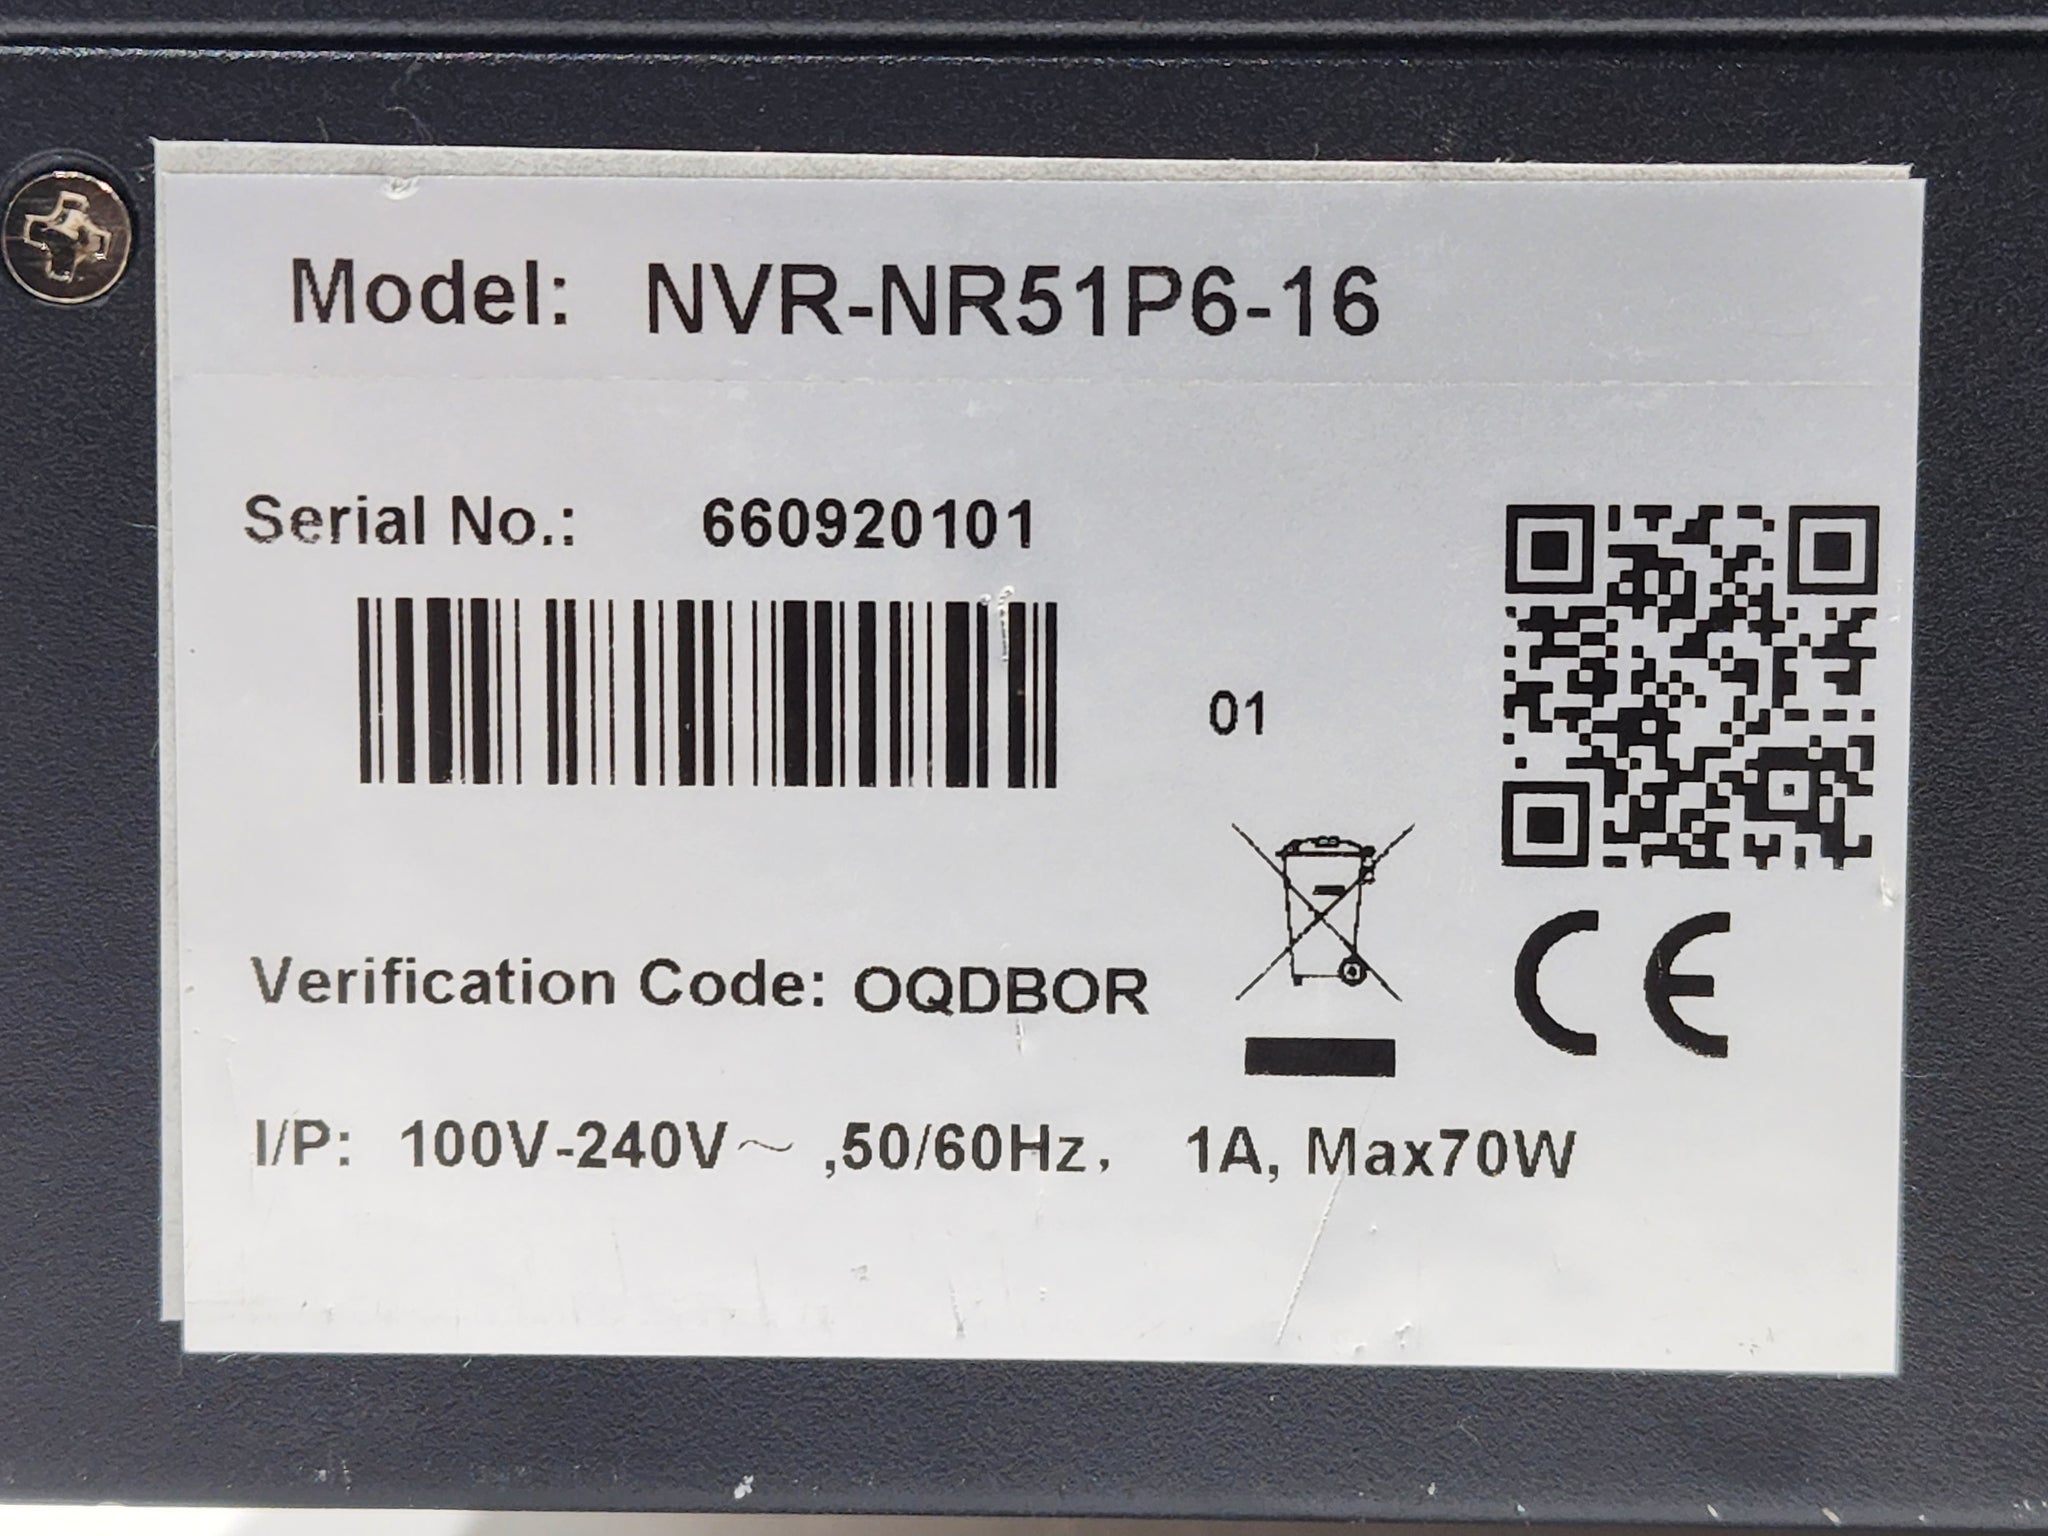 Model: NVR-NR51P6-16
Serial No.: 660920101
01
Verification Code: OQDBOR
CE
I/P: 100V-240V～ ,50/60Hz, 1A, Max70W